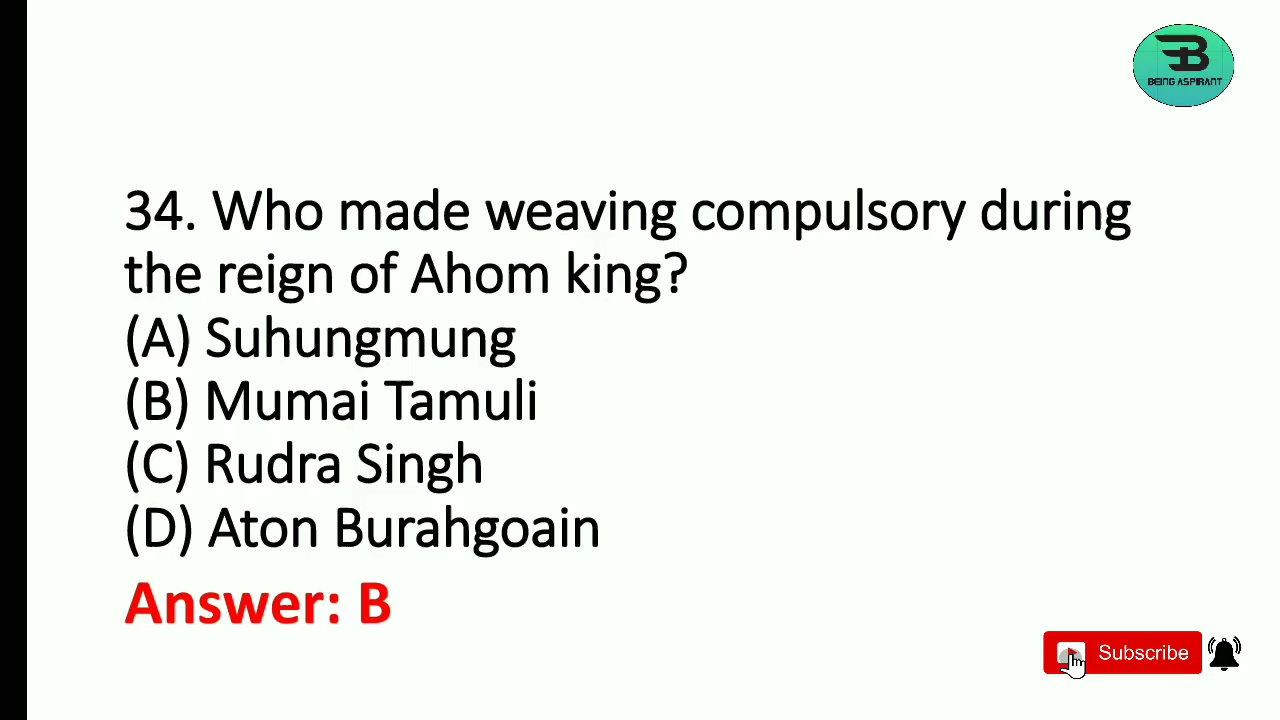 BEING ASPIRANT
34. Who made weaving compulsory during
the reign of Ahom king?
(A) Suhungmung
(B) Mumai Tamuli
(C) Rudra Singh
(D) Aton Burahgoain
Answer: B
Subscribe